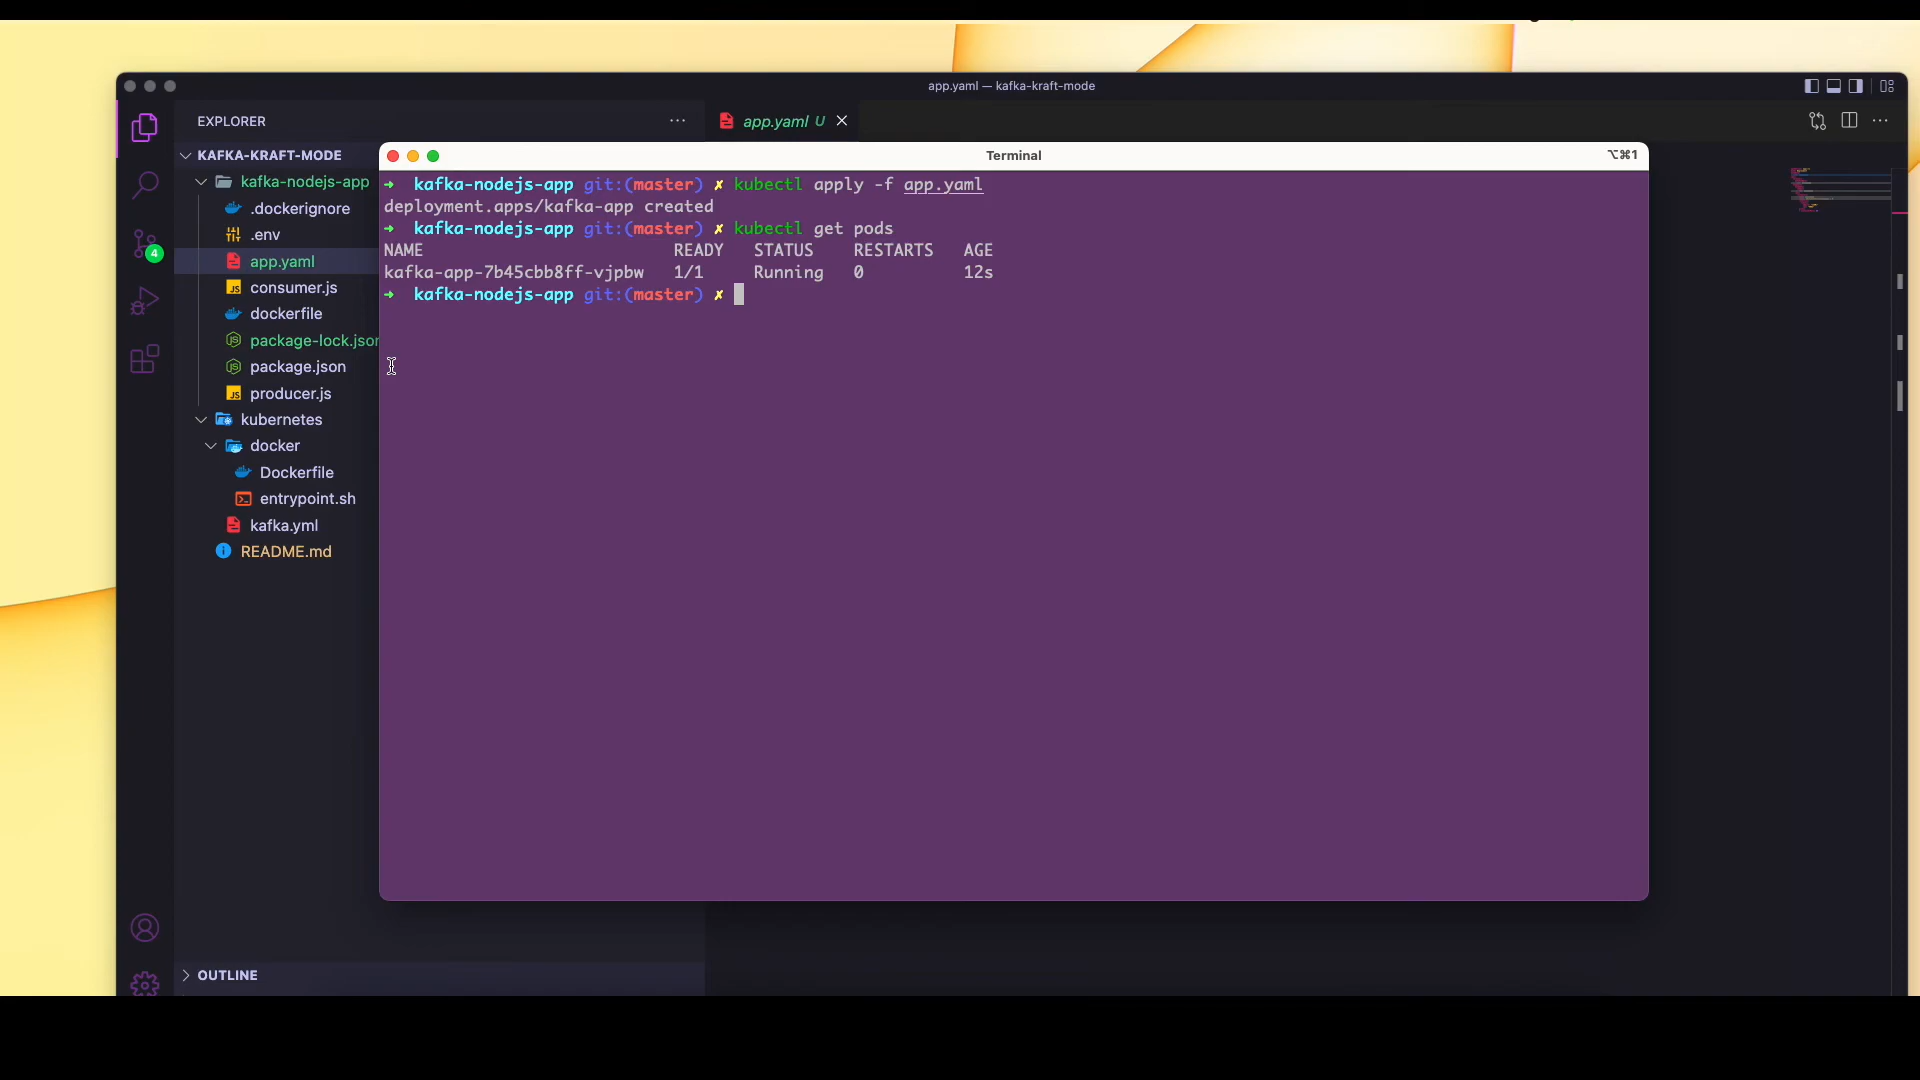 app.yaml — kafka-kraft-mode
EXPLORER
app.yaml U
KAFKA-KRAFT-MODE
kafka-nodejs-app
.dockerignore
.env
app.yaml
consumer.js
dockerfile
package-lock.json
package.json
producer.js
kubernetes
docker
Dockerfile
entrypoint.sh
kafka.yml
README.md
OUTLINE
4
Terminal
⌥⌘1
➜ kafka-nodejs-app git:(master) ✗ kubectl apply -f app.yaml
deployment.apps/kafka-app created
➜ kafka-nodejs-app git:(master) ✗ kubectl get pods
NAME READY STATUS RESTARTS AGE
kafka-app-7b45cbb8ff-vjpbw 1/1 Running 0 12s
➜ kafka-nodejs-app git:(master) ✗